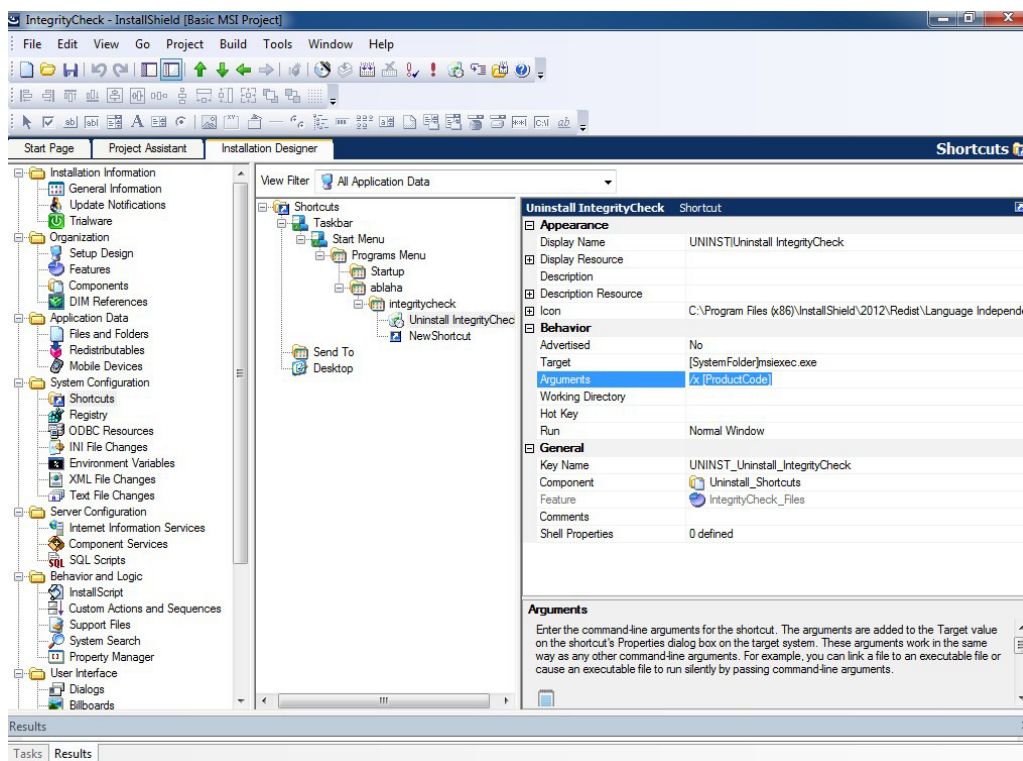 IntegrityCheck - InstallShield [Basic MSI Project]
File Edit View Go Project Build Tools Window Help
Start Page Project Assistant Installation Designer Shortcuts
Installation Information
General Information
Update Notifications
Trialware
Organization
Setup Design
Features
Components
DIM References
Application Data
Files and Folders
Redistributables
Mobile Devices
System Configuration
Shortcuts
Registry
ODBC Resources
INI File Changes
Environment Variables
XML File Changes
Text File Changes
Server Configuration
Internet Information Services
Component Services
SQL Scripts
Behavior and Logic
InstallScript
Custom Actions and Sequences
Support Files
System Search
Property Manager
User Interface
Dialogs
Billboards
View Filter All Application Data
Shortcuts
Taskbar
Start Menu
Programs Menu
Startup
ablaha
integritycheck
Uninstall IntegrityChec
NewShortcut
Send To
Desktop
Uninstall IntegrityCheck Shortcut
Appearance
Display Name UNINST|Uninstall IntegrityCheck
Display Resource
Description
Description Resource
Icon C:\Program Files (x86)\InstallShield\2012\Redist\Language Independe
Behavior
Advertised No
Target [SystemFolder]msiexec.exe
Arguments /x [ProductCode]
Working Directory
Hot Key
Run Normal Window
General
Key Name UNINST_Uninstall_IntegrityCheck
Component Uninstall_Shortcuts
Feature IntegrityCheck_Files
Comments
Shell Properties 0 defined
Arguments
Enter the command-line arguments for the shortcut. The arguments are added to the Target value
on the shortcut's Properties dialog box on the target system. These arguments work in the same
way as any other command-line arguments. For example, you can link a file to an executable file or
cause an executable file to run silently by passing command-line arguments.
Results
Tasks Results